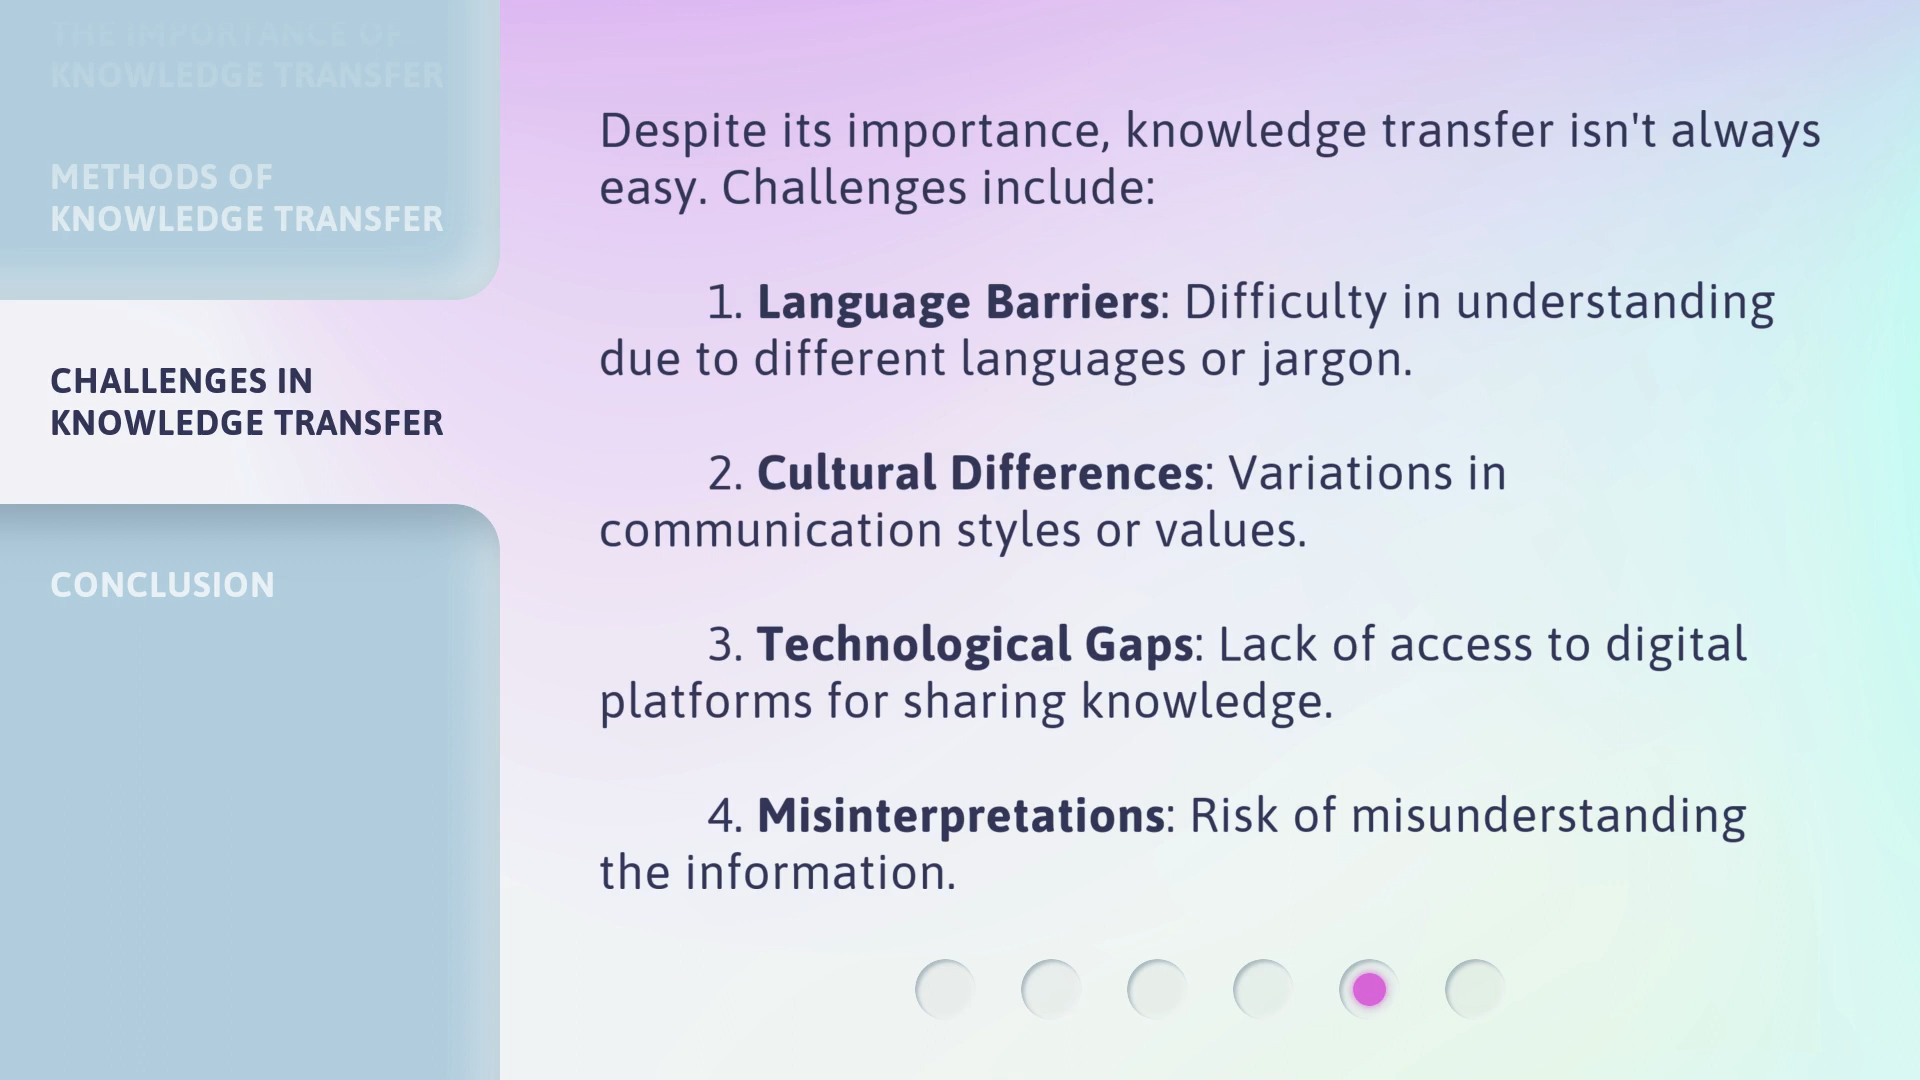 THE IMPORTANCE OF
KNOWLEDGE TRANSFER
METHODS OF
KNOWLEDGE TRANSFER
CHALLENGES IN
KNOWLEDGE TRANSFER
CONCLUSION
Despite its importance, knowledge transfer isn't always
easy. Challenges include:
1. Language Barriers: Difficulty in understanding
due to different languages or jargon.
2. Cultural Differences: Variations in
communication styles or values.
3. Technological Gaps: Lack of access to digital
platforms for sharing knowledge.
4. Misinterpretations: Risk of misunderstanding
the information.